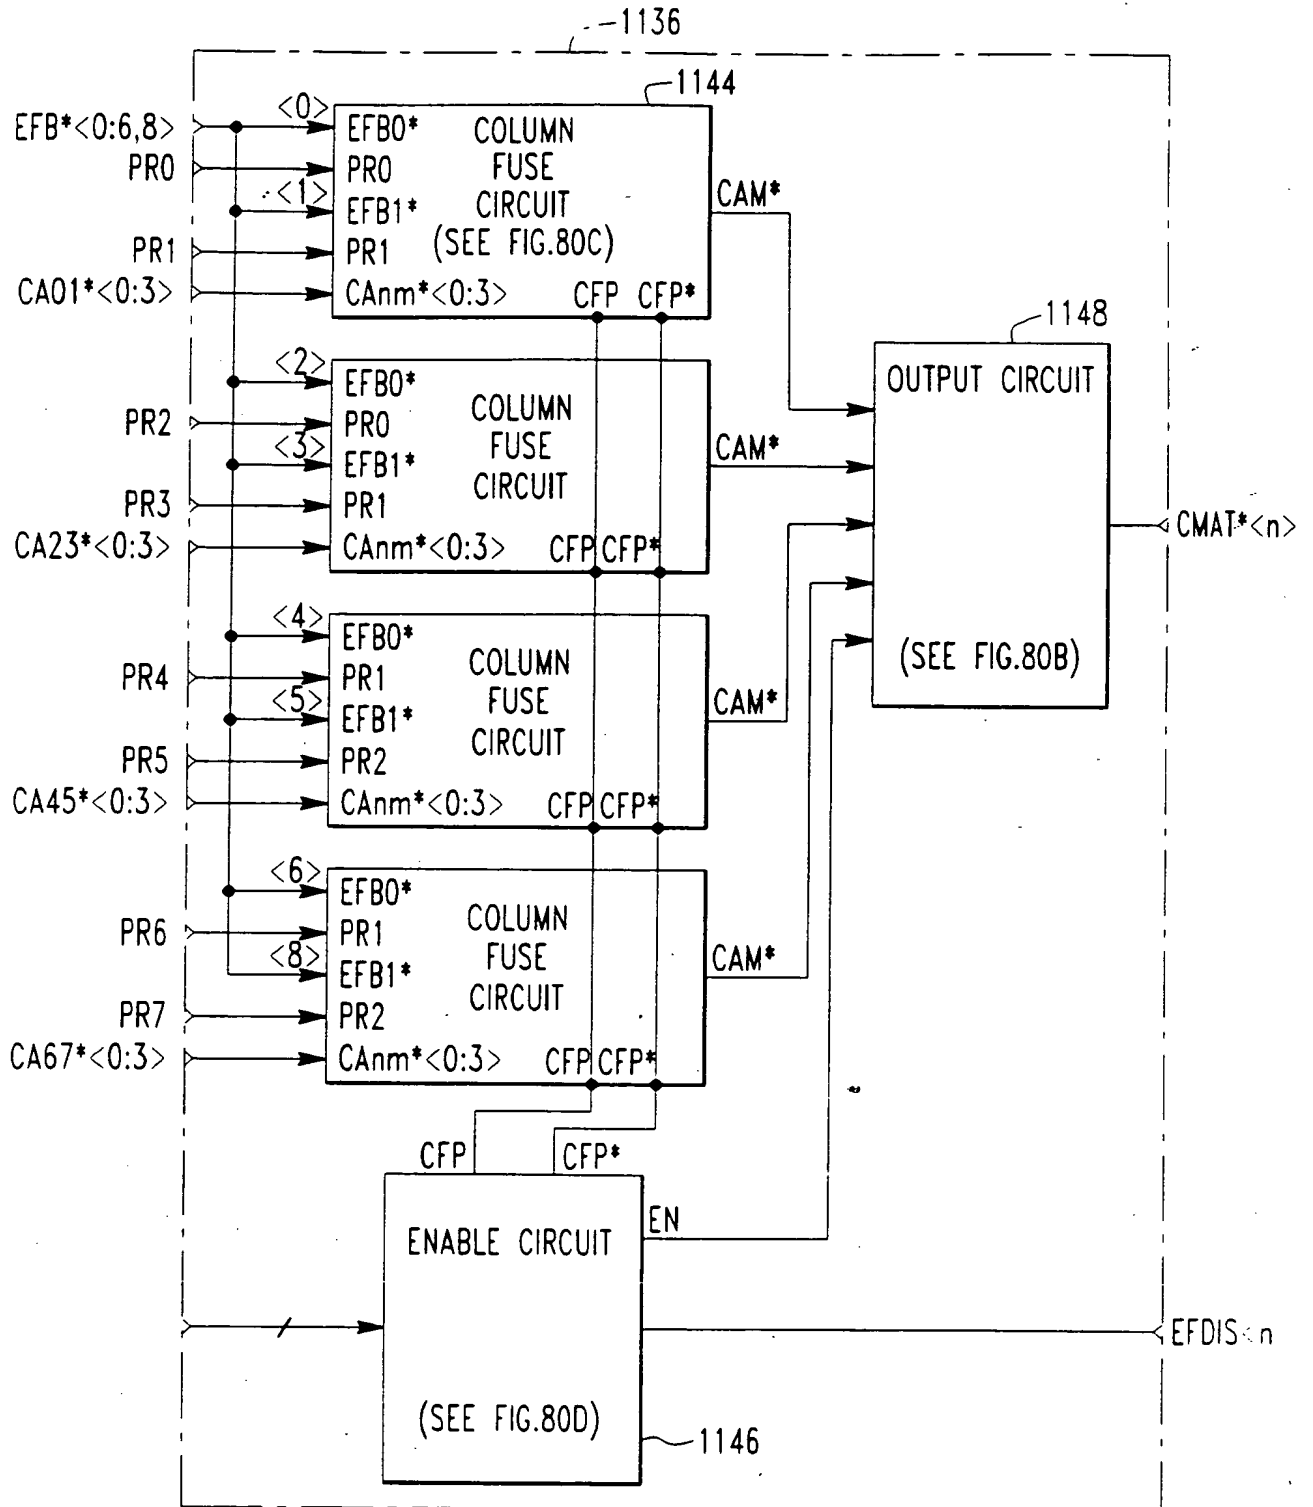 1136
1144
EFB*<0:6,8>
<0>
EFB0*
COLUMN
FUSE
CIRCUIT
(SEE FIG.80C)
PR0
PR0
<1>
EFB1*
CAM*
PR1
PR1
CA01*<0:3>
CAnm*<0:3>
CFP
CFP*
1148
<2>
EFB0*
COLUMN
FUSE
CIRCUIT
OUTPUT CIRCUIT
PR2
PR0
<3>
EFB1*
CAM*
PR3
PR1
CMAT*<n>
CA23*<0:3>
CAnm*<0:3>
CFP
CFP*
<4>
EFB0*
COLUMN
FUSE
CIRCUIT
(SEE FIG.80B)
PR4
PR1
<5>
EFB1*
CAM*
PR5
PR2
CA45*<0:3>
CAnm*<0:3>
CFP
CFP*
<6>
EFB0*
COLUMN
FUSE
CIRCUIT
PR6
PR1
<8>
EFB1*
CAM*
PR7
PR2
CA67*<0:3>
CAnm*<0:3>
CFP
CFP*
CFP
CFP*
EN
ENABLE CIRCUIT
EFDIS<n
(SEE FIG.80D)
1146